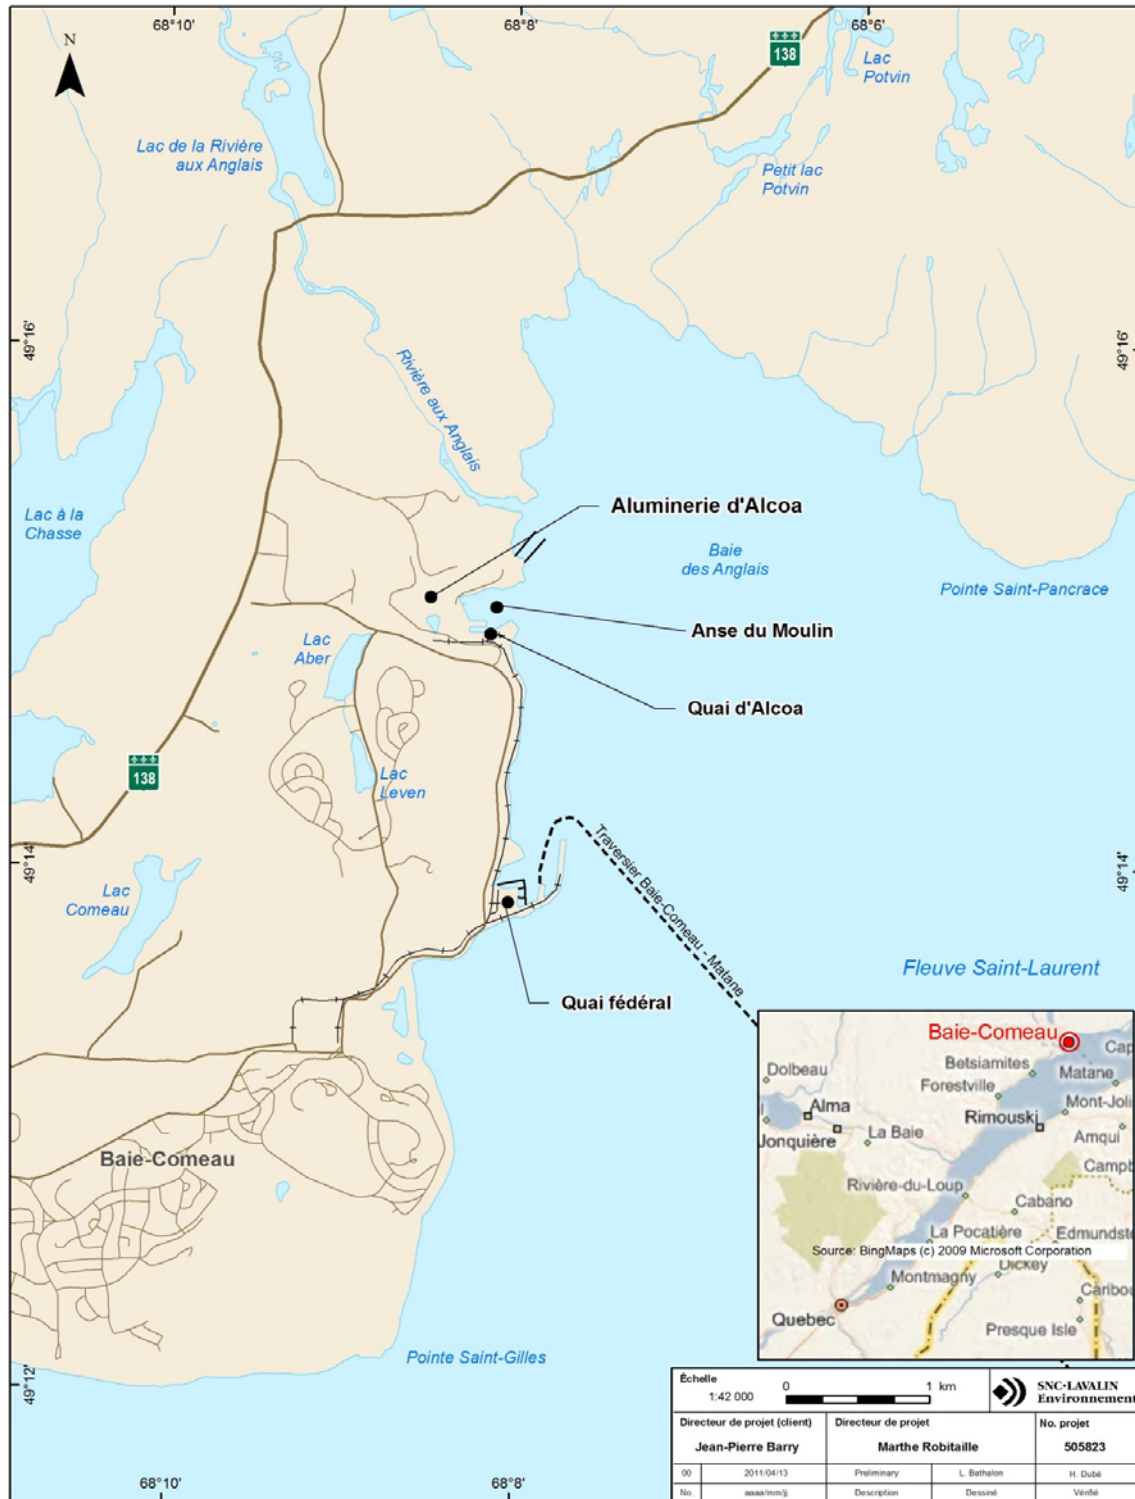 68°10'
68°8'
68°6'
N
138
Lac
Potvin
Lac de la Rivière
aux Anglais
Petit lac
Potvin
49°16'
49°16'
Rivière aux Anglais
Aluminerie d'Alcoa
Lac à la
Chasse
Baie
des Anglais
Pointe Saint-Pancrace
Anse du Moulin
Lac
Aber
Quai d'Alcoa
138
Lac
Leven
Traversier Baie-Comeau - Matane
49°14'
49°14'
Lac
Comeau
Fleuve Saint-Laurent
Quai fédéral
Baie-Comeau
Cap
Dolbeau
Betsiamites
Matane
Forestville
Alma
Mont-Joli
Rimouski
Jonquière
La Baie
Amqui
Campb
Baie-Comeau
Rivière-du-Loup
Cabano
La Pocatière
Edmundste
Source: BingMaps (c) 2009 Microsoft Corporation
Dickey
Montmagny
Caribou
Quebec
Presque Isle
Pointe Saint-Gilles
49°12'
Échelle
1:42 000
0
1 km
SNC-LAVALIN
Environnement
Directeur de projet (client)
Directeur de projet
No. projet
Jean-Pierre Barry
Marthe Robitaille
505823
00
2011/04/13
Preliminary
L. Bathalon
H. Dubé
No.
aaaa/mm/jj
Description
Dessiné
Vérifié
68°10'
68°8'